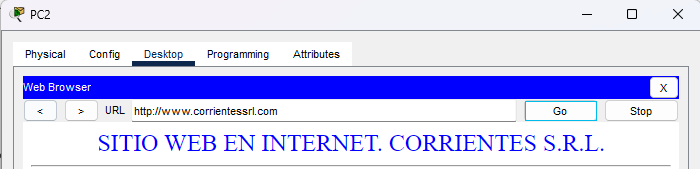 PC2
Physical Config Desktop Programming Attributes
Web Browser X
< > URL http://www.corrientessrl.com Go Stop
SITIO WEB EN INTERNET. CORRIENTES S.R.L.